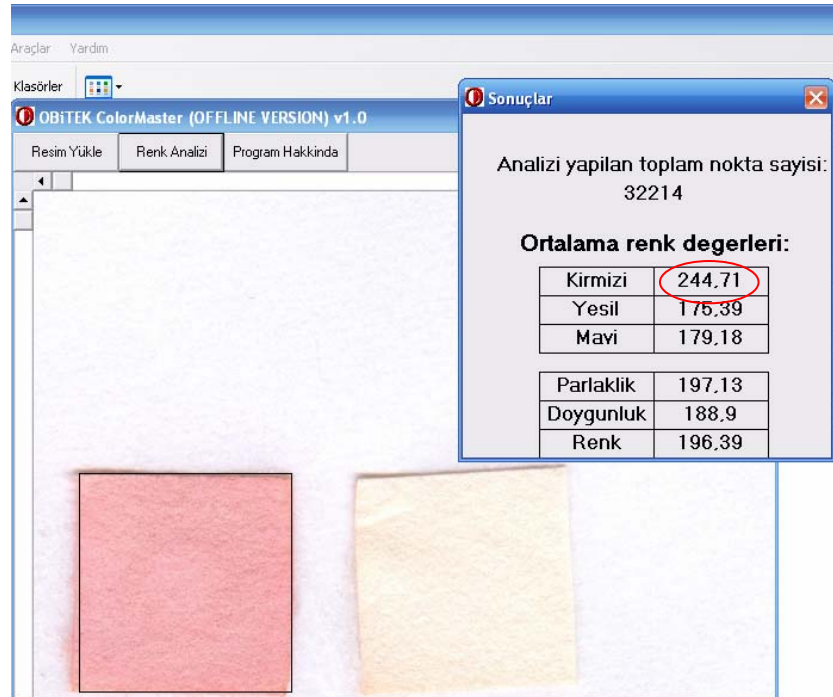 Araçlar Yardim
Klasörler
OBiTEK ColorMaster (OFFLINE VERSION) v1.0
Resim Yükle Renk Analizi Program Hakkinda
Sonuçlar
Analizi yapilan toplam nokta sayisi:
32214
Ortalama renk degerleri:
Kirmizi 244,71
Yesil 175,39
Mavi 179,18
Parlaklik 197,13
Doygunluk 188,9
Renk 196,39